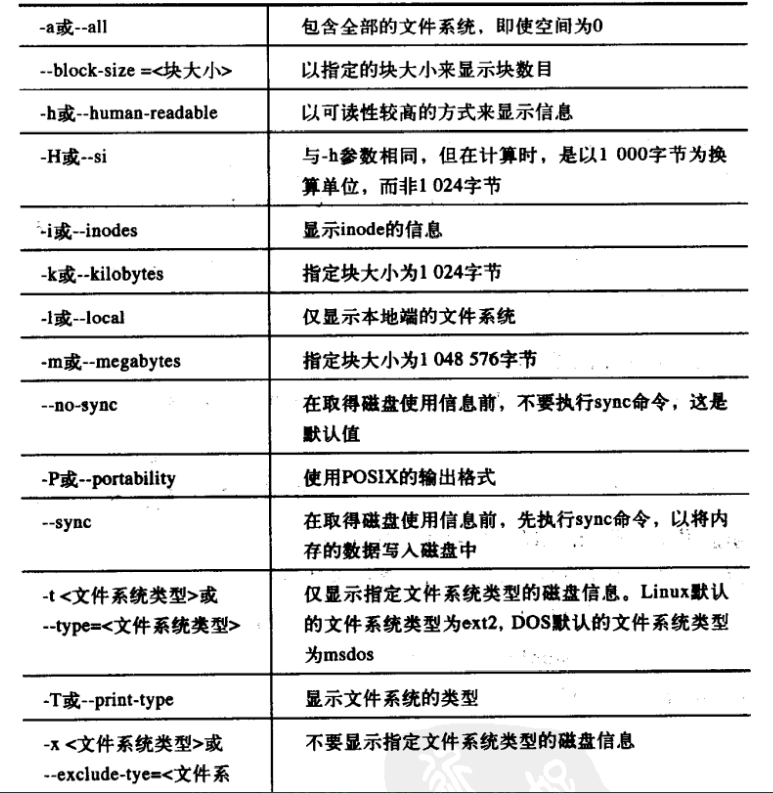 -a或--all
包含全部的文件系统，即使空间为0
--block-size =<块大小>
以指定的块大小来显示块数目
-h或--human-readable
以可读性较高的方式来显示信息
-H或--si
与-h参数相同，但在计算时，是以1 000字节为换
算单位，而非1 024字节
-i或--inodes
显示inode的信息
-k或--kilobytes
指定块大小为1 024字节
-l或--local
仅显示本地端的文件系统
-m或--megabytes
指定块大小为1 048 576字节
--no-sync
在取得磁盘使用信息前，不要执行sync命令，这是
默认值
-P或--portability
使用POSIX的输出格式
--sync
在取得磁盘使用信息前，先执行sync命令，以将内
存的数据写入磁盘中
-t <文件系统类型>或
--type=<文件系统类型>
仅显示指定文件系统类型的磁盘信息。Linux默认
的文件系统类型为ext2, DOS默认的文件系统类型
为msdos
-T或--print-type
显示文件系统的类型
-x <文件系统类型>或
--exclude-tye=<文件系
不要显示指定文件系统类型的磁盘信息